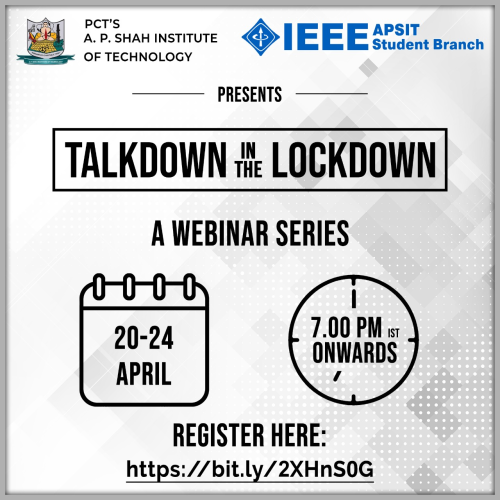 PCT'S
A. P. SHAH INSTITUTE
OF TECHNOLOGY
IEEE APSIT
Student Branch
PRESENTS
TALKDOWN IN THE LOCKDOWN
A WEBINAR SERIES
20-24
APRIL
7.00 PM IST
ONWARDS
REGISTER HERE:
https://bit.ly/2XHnS0G